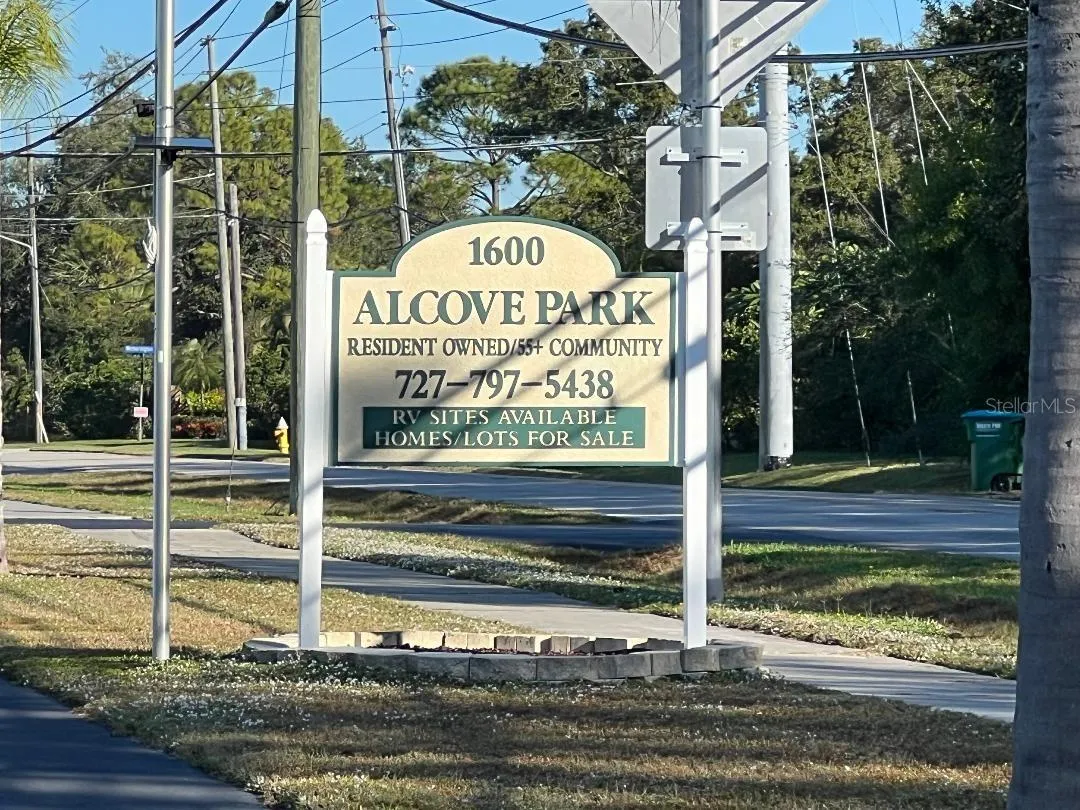 1600
ALCOVE PARK
RESIDENT OWNED/55+ COMMUNITY
727-797-5438
RV SITES AVAILABLE
HOMES/LOTS FOR SALE
StellarMLS